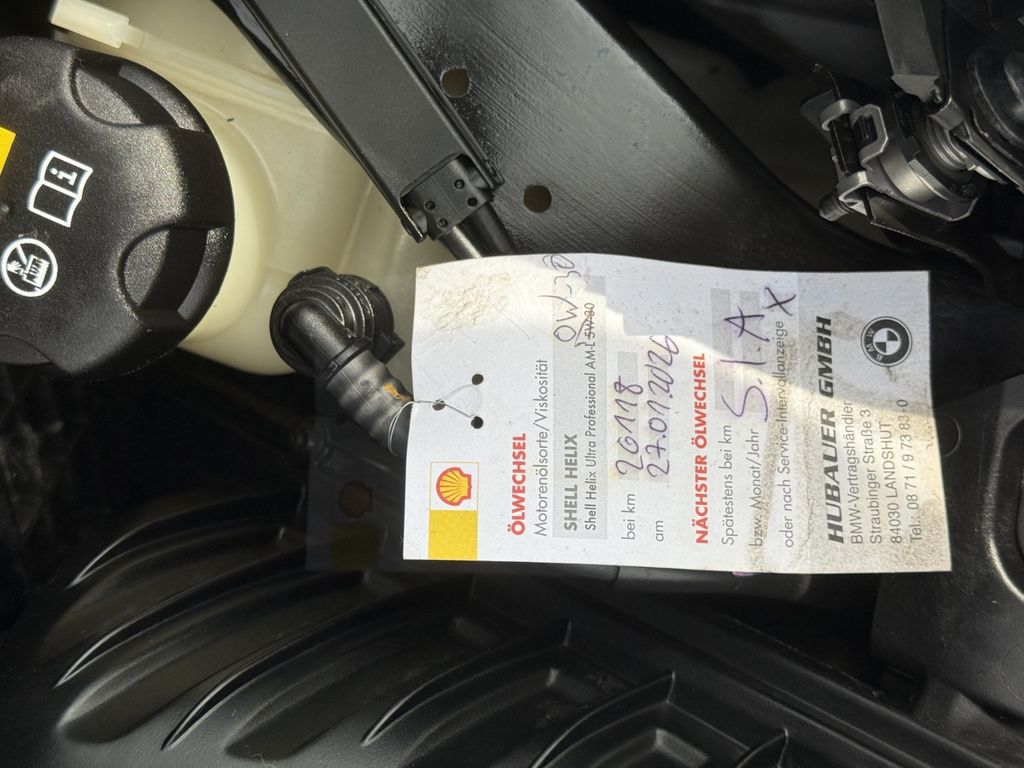 ÖLWECHSEL
Motorenölsorte/Viskosität
0W-30
SHELL HELIX
Shell Helix Ultra Professional AM-L 5W-30
bei km 26118
am 27.01.2026
NÄCHSTER ÖLWECHSEL
Spätestens bei km
bzw. Monat/Jahr S.I.A
oder nach Service-Intervallanzeige X
HUBAUER GMBH
BMW-Vertragshändler
Straubinger Straße 3
84030 LANDSHUT
Tel.: 08 71 / 9 73 83-0
BMW